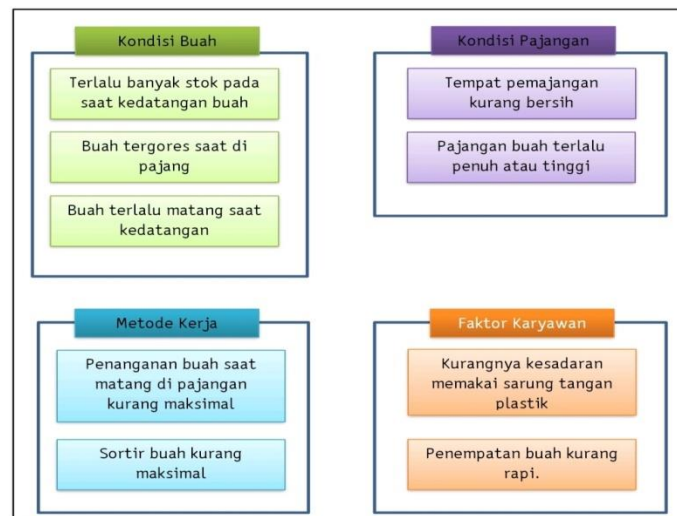 Kondisi Buah
Terlalu banyak stok pada
saat kedatangan buah
Buah tergores saat di
pajang
Buah terlalu matang saat
kedatangan
Kondisi Pajangan
Tempat pemajangan
kurang bersih
Pajangan buah terlalu
penuh atau tinggi
Metode Kerja
Penanganan buah saat
matang di pajangan
kurang maksimal
Sortir buah kurang
maksimal
Faktor Karyawan
Kurangnya kesadaran
memakai sarung tangan
plastik
Penempatan buah kurang
rapi.